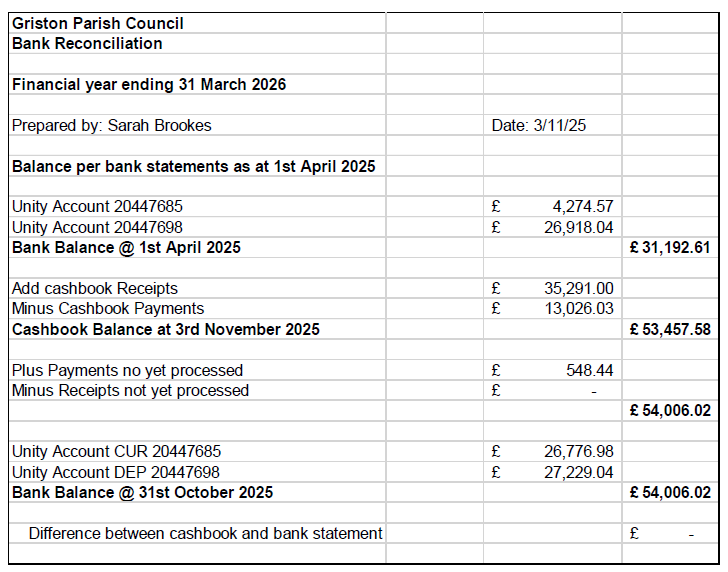 Griston Parish Council
Bank Reconciliation
Financial year ending 31 March 2026
Prepared by: Sarah Brookes Date: 3/11/25
Balance per bank statements as at 1st April 2025
Unity Account 20447685 £ 4,274.57
Unity Account 20447698 £ 26,918.04
Bank Balance @ 1st April 2025 £ 31,192.61
Add cashbook Receipts £ 35,291.00
Minus Cashbook Payments £ 13,026.03
Cashbook Balance at 3rd November 2025 £ 53,457.58
Plus Payments no yet processed £ 548.44
Minus Receipts not yet processed £ -
£ 54,006.02
Unity Account CUR 20447685 £ 26,776.98
Unity Account DEP 20447698 £ 27,229.04
Bank Balance @ 31st October 2025 £ 54,006.02
Difference between cashbook and bank statement £ -